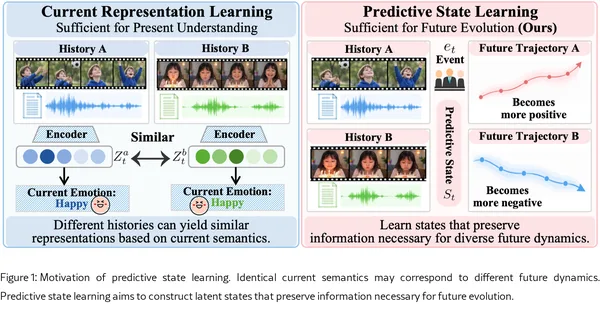 Current Representation Learning
Sufficient for Present Understanding
History A
History B
Encoder
Similar
Encoder
Z_t^a
Z_t^b
Current Emotion:
Happy
Current Emotion:
Happy
Different histories can yield similar
representations based on current semantics.
Predictive State Learning
Sufficient for Future Evolution (Ours)
History A
e_t
Event
Future Trajectory A
Becomes
more positive
Predictive State
S_t
History B
Future Trajectory B
Becomes
more negative
Learn states that preserve
information necessary for diverse future dynamics.
Figure 1: Motivation of predictive state learning. Identical current semantics may correspond to different future dynamics.
Predictive state learning aims to construct latent states that preserve information necessary for future evolution.